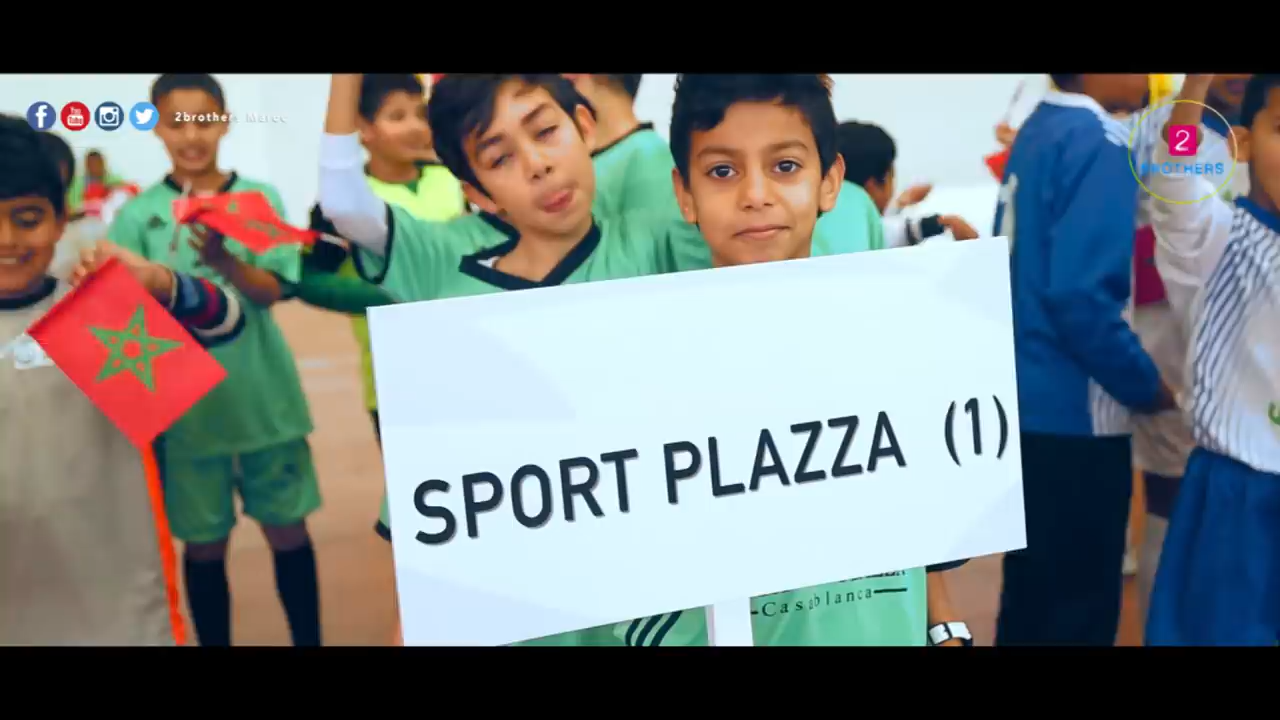 2brothers Maroc
2
BROTHERS
SPORT PLAZZA (1)
Casablanca